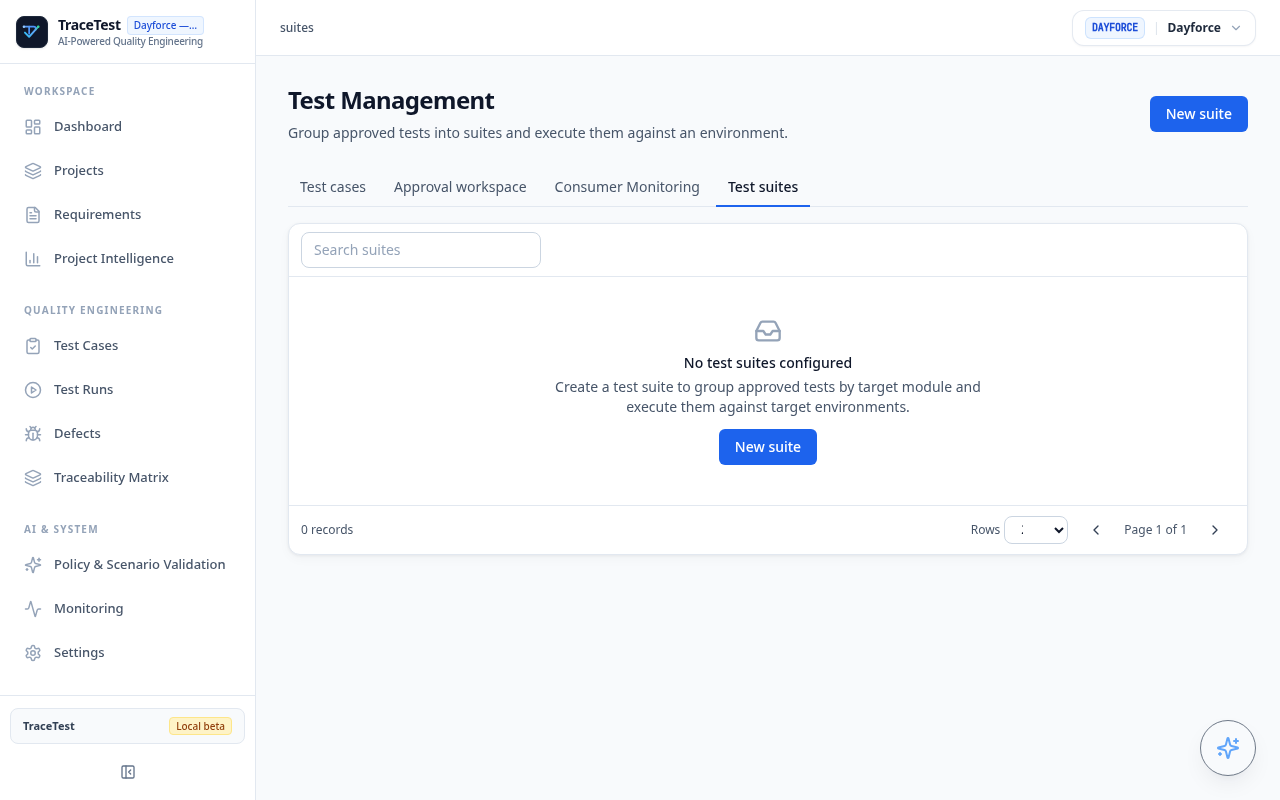 TraceTest
Dayforce —...
AI-Powered Quality Engineering
suites
DAYFORCE
Dayforce
WORKSPACE
Dashboard
Projects
Requirements
Project Intelligence
QUALITY ENGINEERING
Test Cases
Test Runs
Defects
Traceability Matrix
AI & SYSTEM
Policy & Scenario Validation
Monitoring
Settings
TraceTest
Local beta
Test Management
Group approved tests into suites and execute them against an environment.
New suite
Test cases
Approval workspace
Consumer Monitoring
Test suites
Search suites
No test suites configured
Create a test suite to group approved tests by target module and
execute them against target environments.
New suite
0 records
Rows
Page 1 of 1